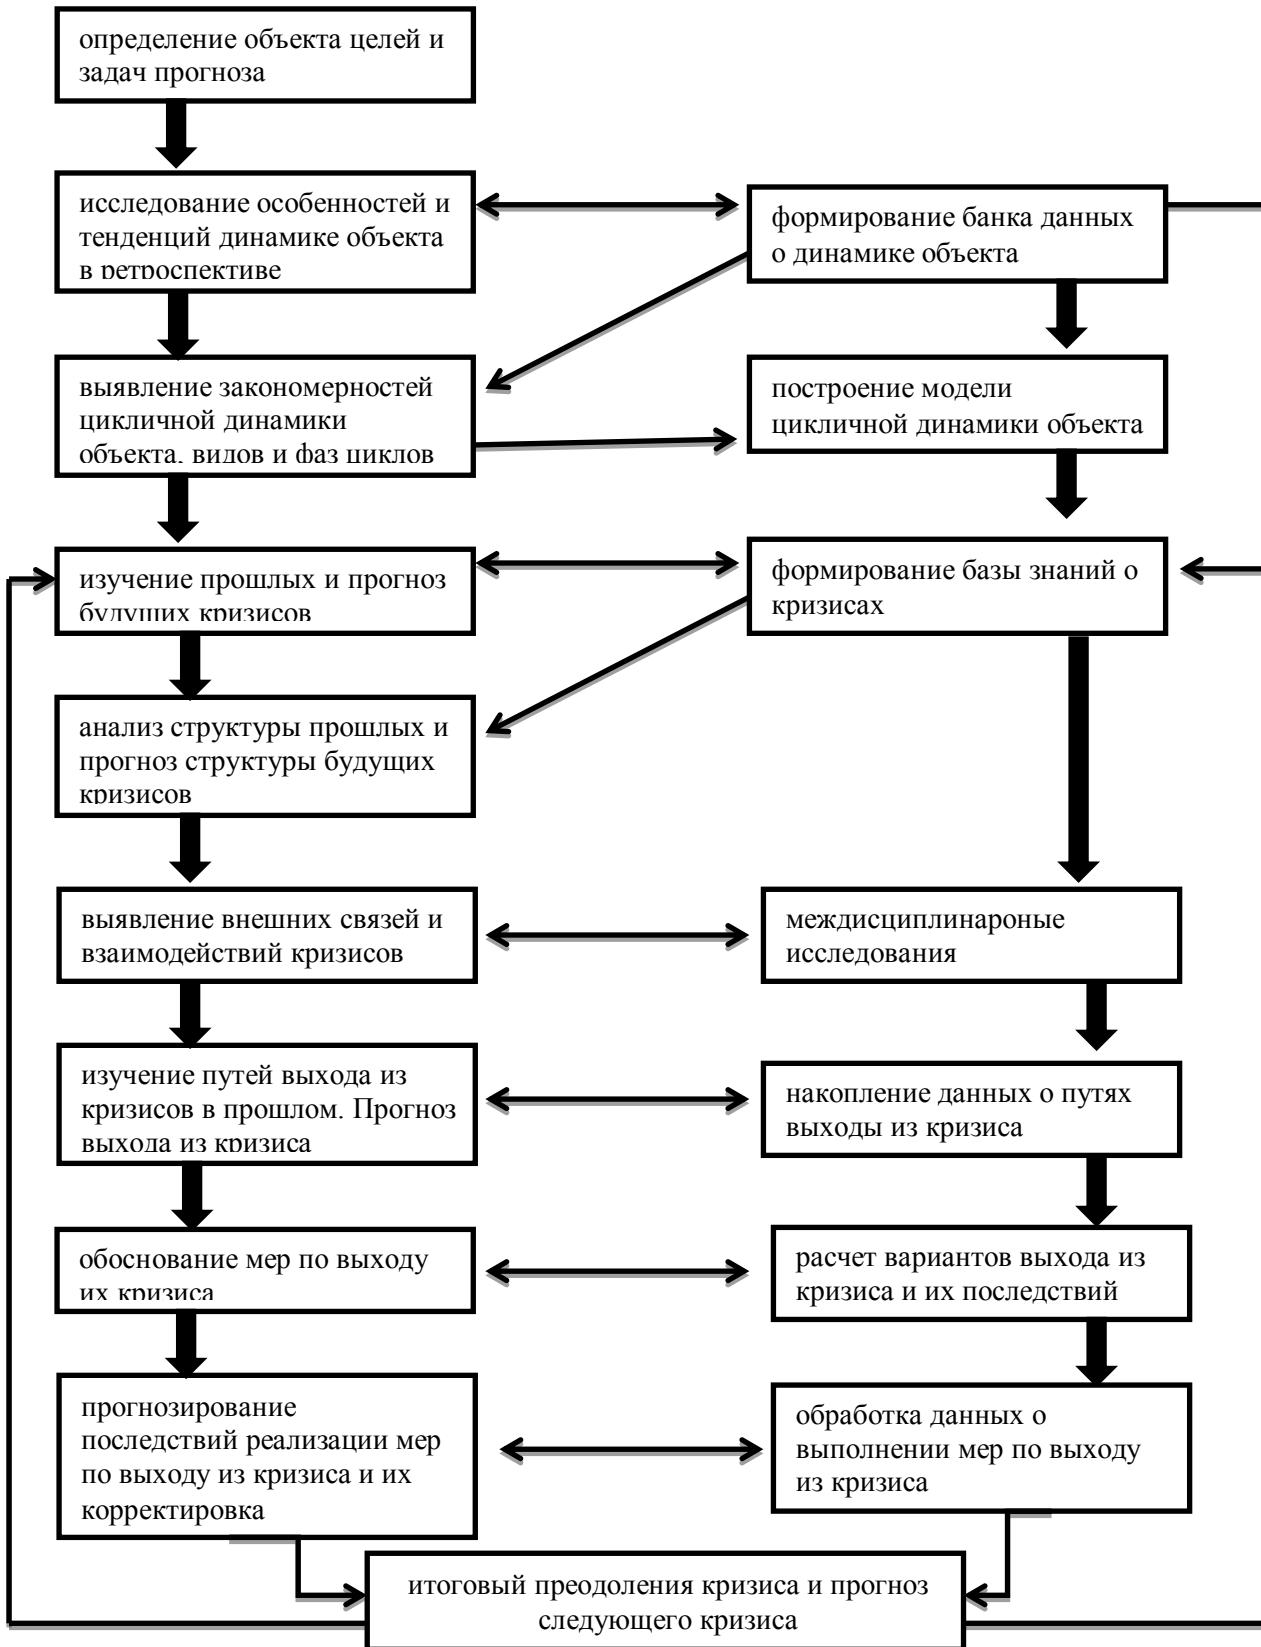 определение объекта целей и
задач прогноза
исследование особенностей и
тенденций динамике объекта
в ретроспективе
формирование банка данных
о динамике объекта
выявление закономерностей
цикличной динамики
объекта, видов и фаз циклов
построение модели
цикличной динамики объекта
изучение прошлых и прогноз
будущих кризисов
формирование базы знаний о
кризисах
анализ структуры прошлых и
прогноз структуры будущих
кризисов
выявление внешних связей и
взаимодействий кризисов
междисциплинароные
исследования
изучение путей выхода из
кризисов в прошлом. Прогноз
выхода из кризиса
накопление данных о путях
выходы из кризиса
обоснование мер по выходу
их кризиса
расчет вариантов выхода из
кризиса и их последствий
прогнозирование
последствий реализации мер
по выходу из кризиса и их
корректировка
обработка данных о
выполнении мер по выходу
из кризиса
итоговый преодоления кризиса и прогноз
следующего кризиса